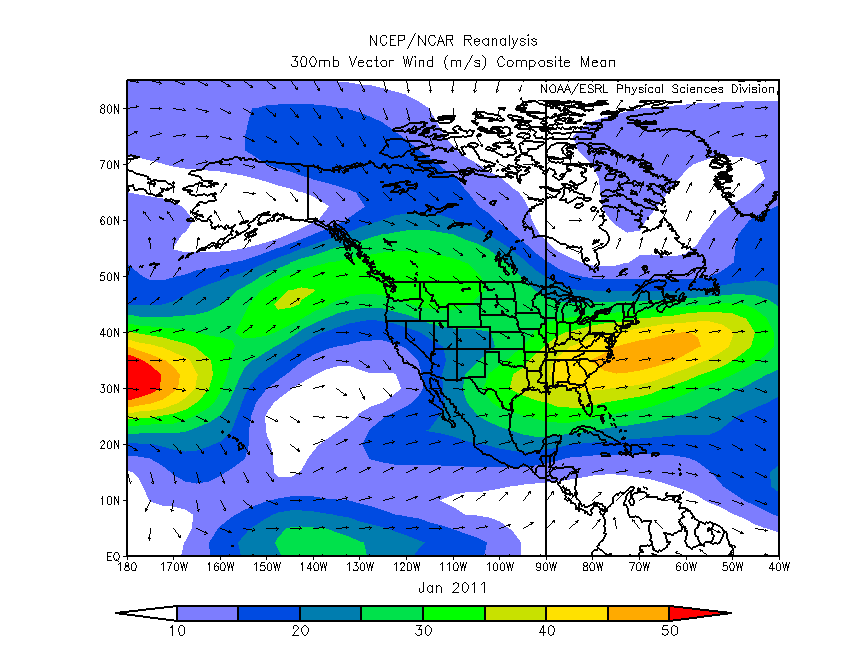 NCEP/NCAR Reanalysis
300mb Vector Wind (m/s) Composite Mean
NOAA/ESRL Physical Sciences Division
80N
70N
60N
50N
40N
30N
20N
10N
EQ
180 170W 160W 150W 140W 130W 120W 110W 100W 90W 80W 70W 60W 50W 40W
Jan 2011
10 20 30 40 50